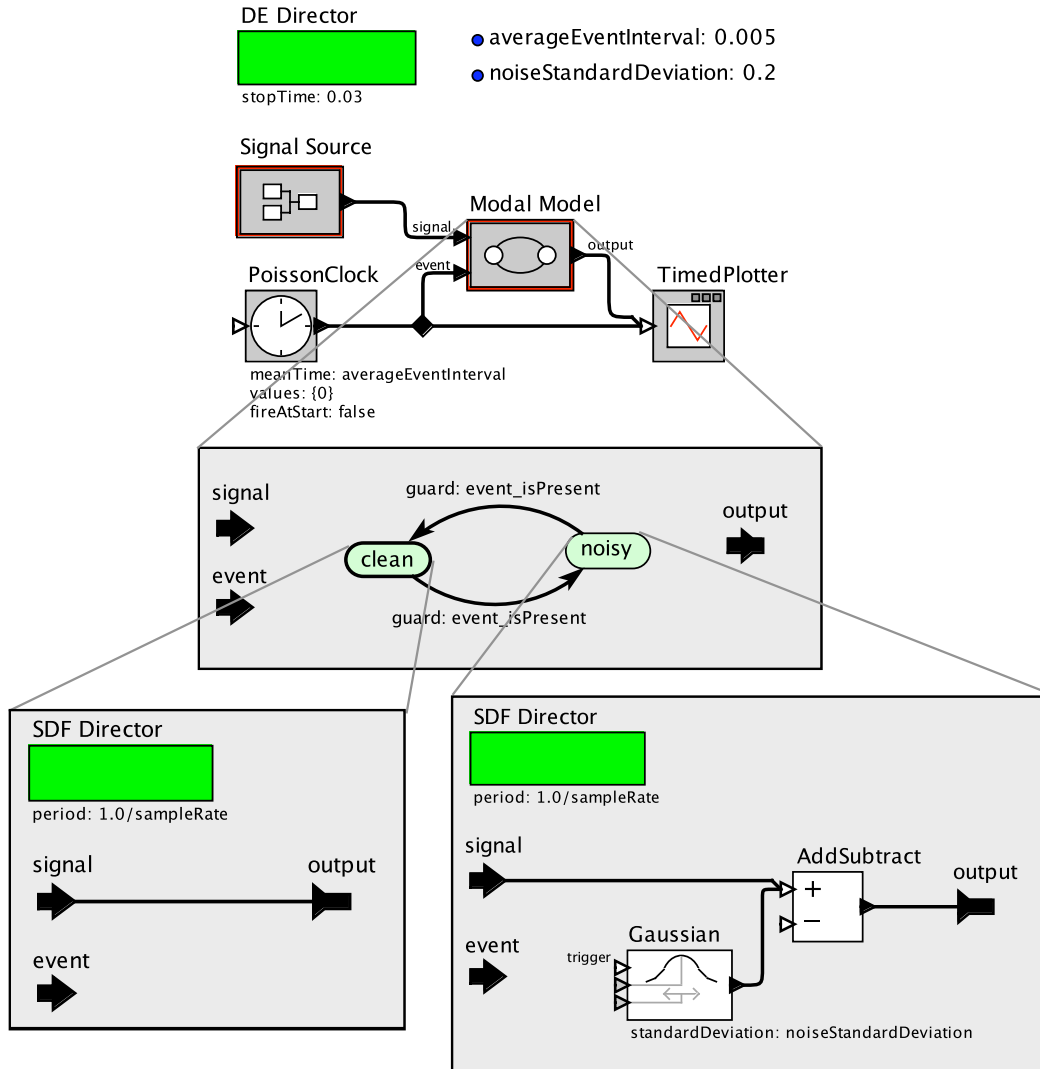 DE Director
stopTime: 0.03
averageEventInterval: 0.005
noiseStandardDeviation: 0.2
Signal Source
Modal Model
signal
event
output
PoissonClock
meanTime: averageEventInterval
values: {0}
fireAtStart: false
TimedPlotter
signal
event
guard: event_isPresent
clean
noisy
guard: event_isPresent
output
SDF Director
period: 1.0/sampleRate
signal
output
event
SDF Director
period: 1.0/sampleRate
signal
AddSubtract
+
−
output
event
Gaussian
trigger
standardDeviation: noiseStandardDeviation